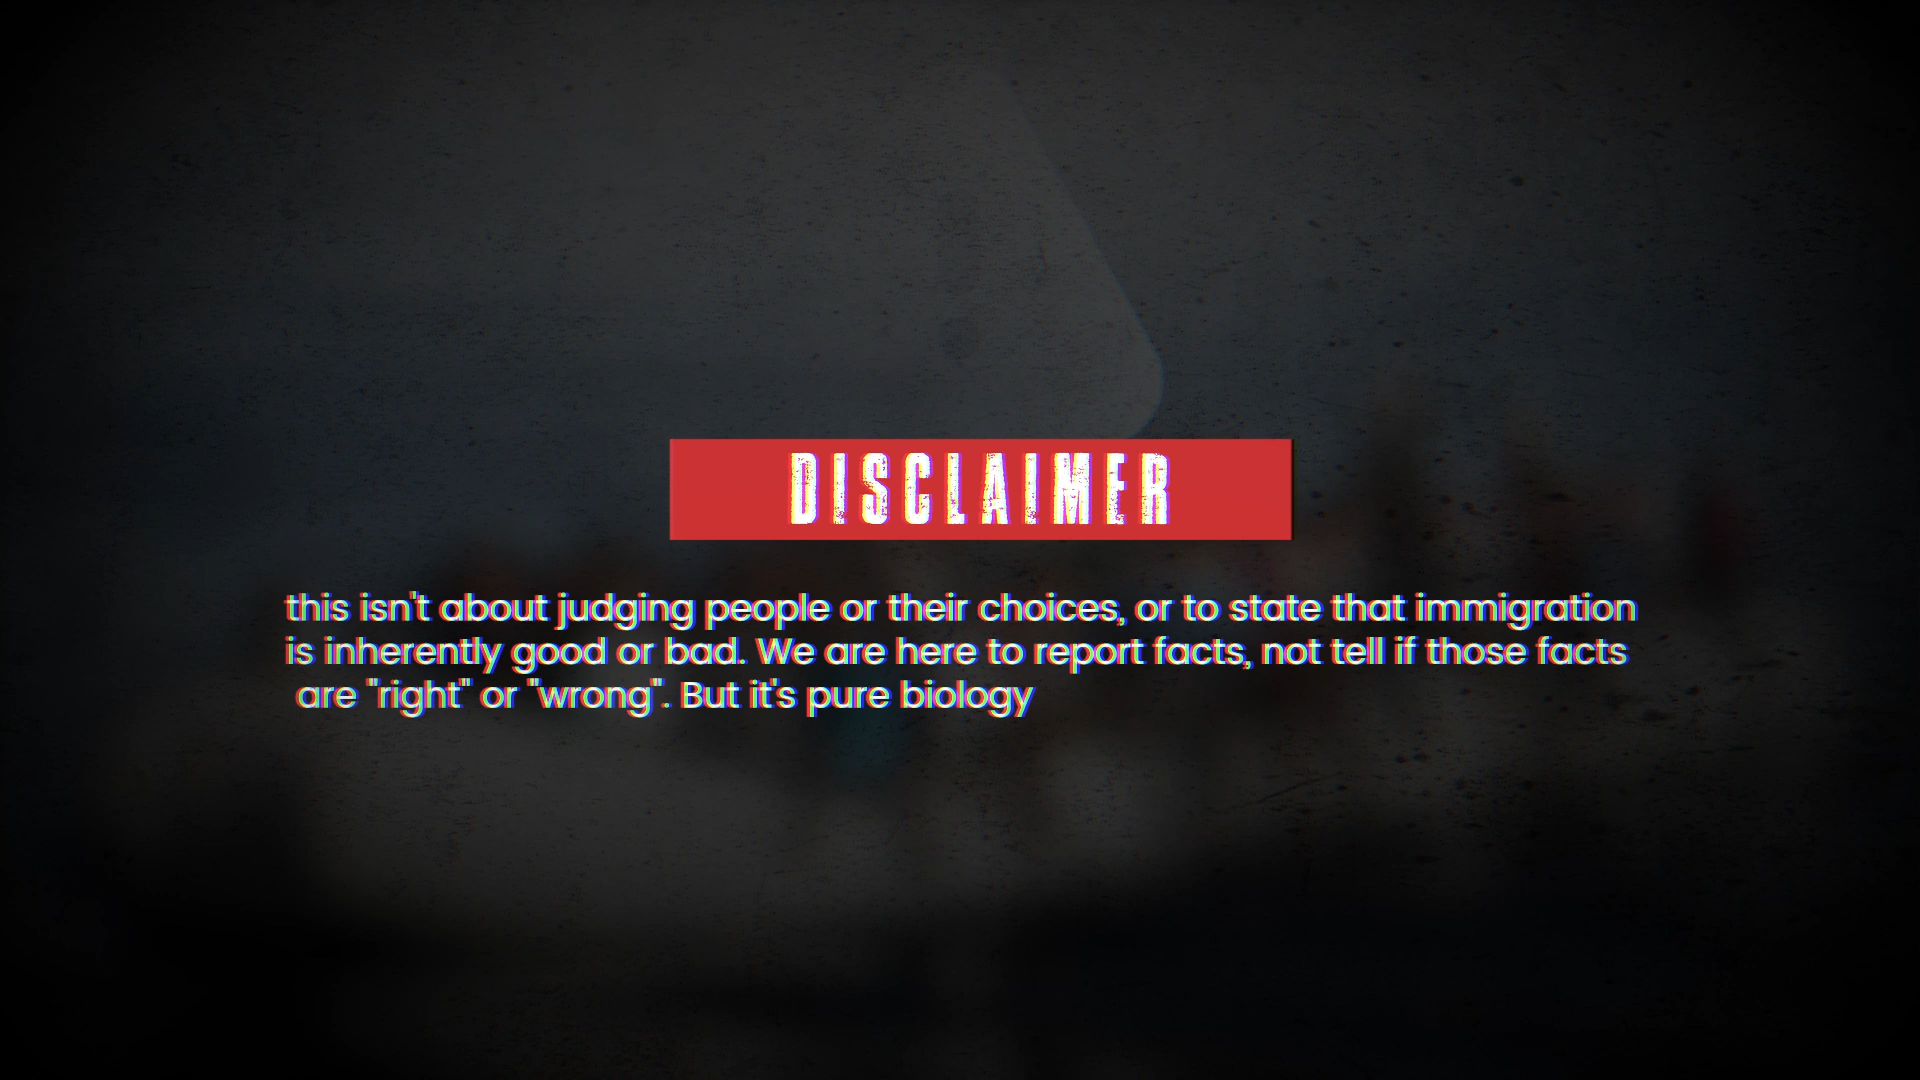 DISCLAIMER
this isn't about judging people or their choices, or to state that immigration
is inherently good or bad. We are here to report facts, not tell if those facts
are "right" or "wrong". But it's pure biology